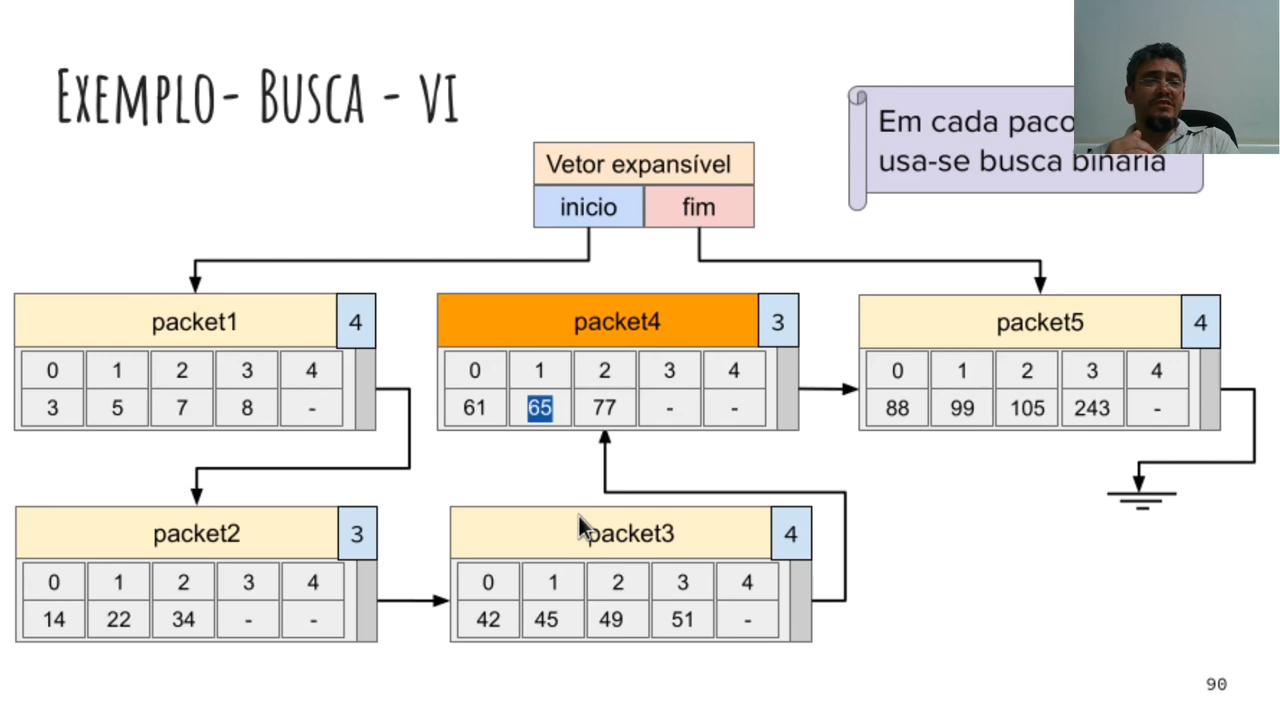 EXEMPLO- BUSCA - VI
Em cada
usa-se busca binária
Vetor expansível
inicio fim
packet1 4
0 1 2 3 4
3 5 7 8 -
packet4 3
0 1 2 3 4
61 65 77 - -
packet5 4
0 1 2 3 4
88 99 105 243 -
packet2 3
0 1 2 3 4
14 22 34 - -
packet3 4
0 1 2 3 4
42 45 49 51 -
90